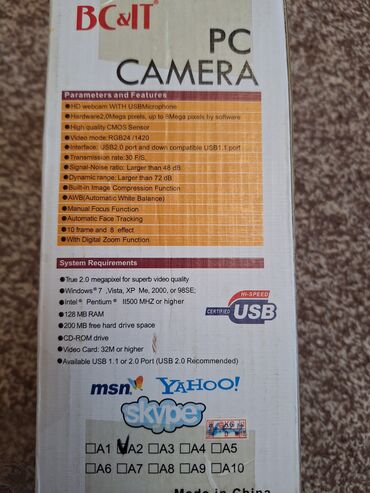 BC&IT
PC
CAMERA
Parameters and Features
●HD webcam WITH USBMicrophone
●Hardware2.0Mega pixels, up to 8Mega pixels by software
●High quality CMOS Sensor
●Video mode:RGB24 /1420
●Interface: USB2.0 port and down compatible USB1.1 port
●Transmission rate:30 F/S.
●Signal-Noise ratio: Larger than 48 dB
●Dynamic range: Larger than 72 dB
●Built-in Image Compression Function
●AWB(Automatic White Balance)
●Manual Focus Function
●Automatic Face Tracking
●10 frame and 8 effect
●With Digital Zoom Function
System Requirements
●True 2.0 megapixel for superb video quality
●Windows® 7 ,Vista, XP Me, 2000, or 98SE;
●Intel® Pentium® II500 MHZ or higher
●128 MB RAM
●200 MB free hard drive space
●CD-ROM drive
●Video Card: 32M or higher
●Available USB 1.1 or 2.0 Port (USB 2.0 Recommended)
HI-SPEED
CERTIFIED USB
msn YAHOO!
skype
A1 A2 A3 A4 A5
A6 A7 A8 A9 A10
Made in China